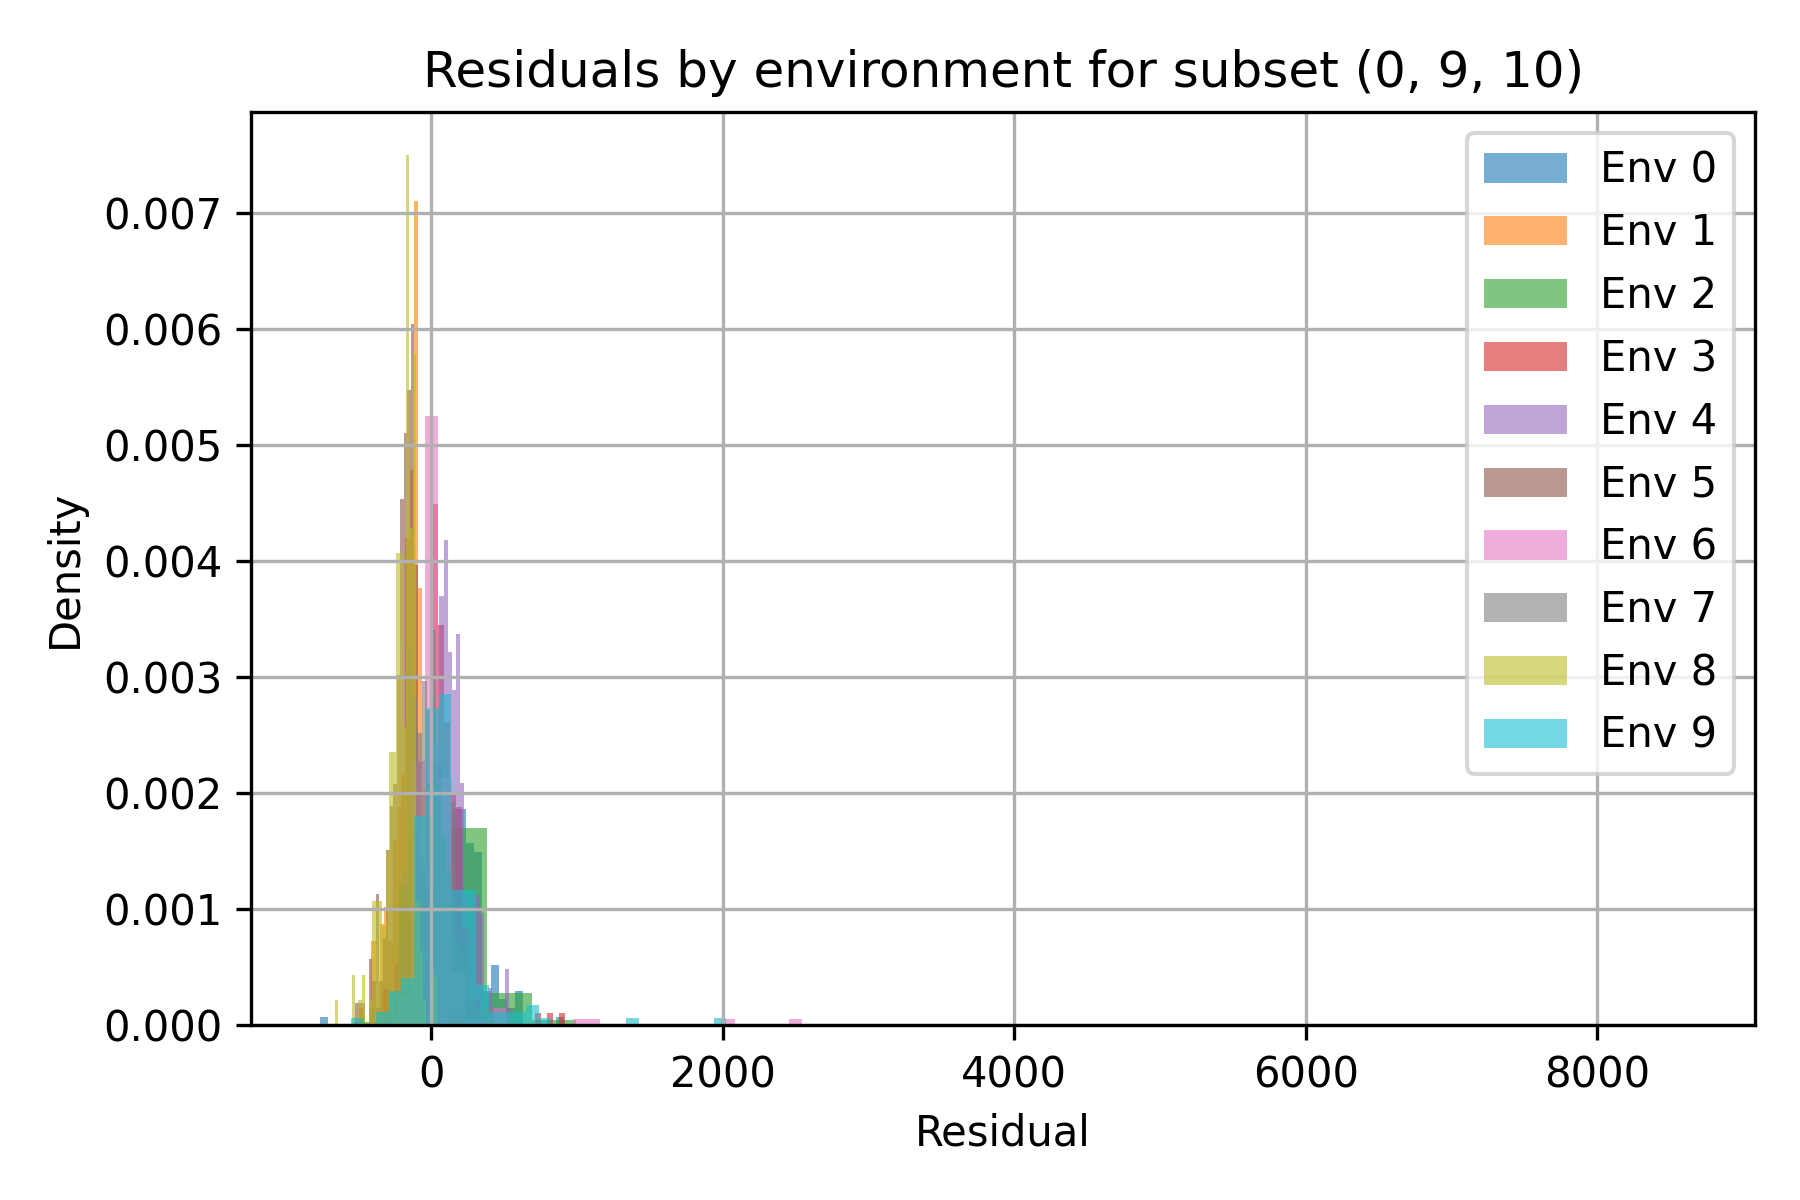 Residuals by environment for subset (0, 9, 10)
Density
0.007
0.006
0.005
0.004
0.003
0.002
0.001
0.000
0
2000
4000
6000
8000
Residual
Env 0
Env 1
Env 2
Env 3
Env 4
Env 5
Env 6
Env 7
Env 8
Env 9